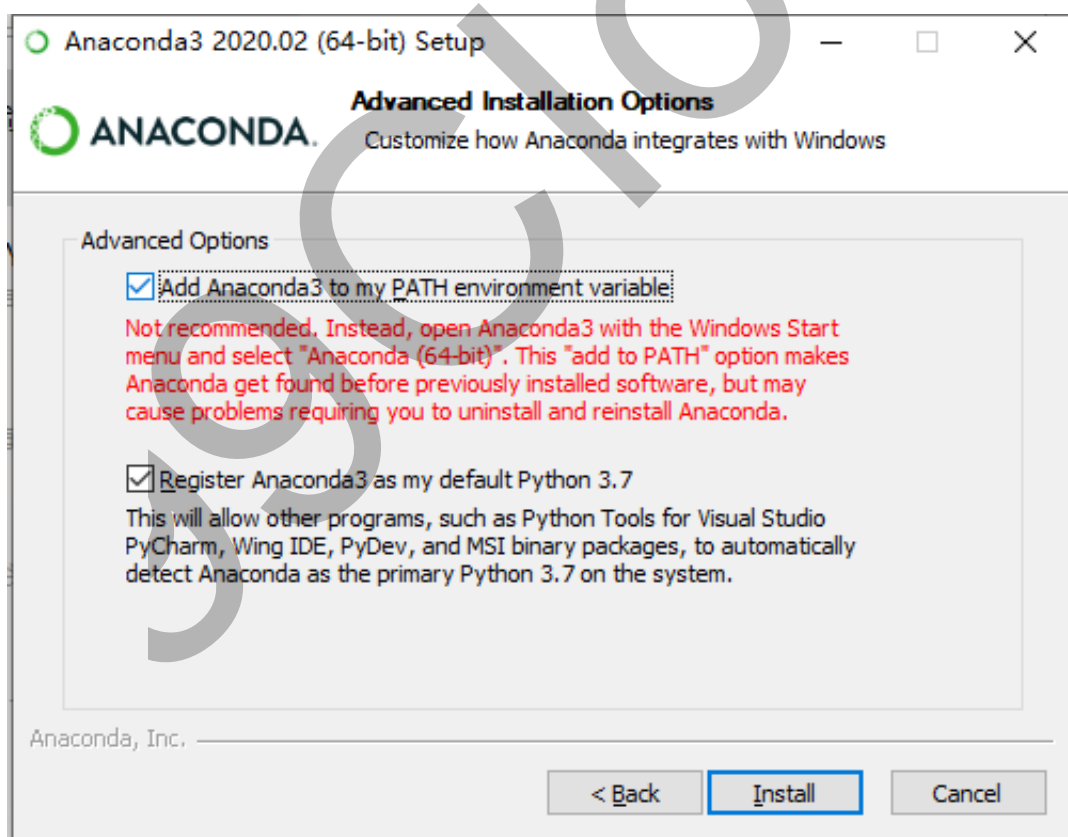 Anaconda3 2020.02 (64-bit) Setup
Advanced Installation Options
ANACONDA.
Customize how Anaconda integrates with Windows
Advanced Options
Add Anaconda3 to my PATH environment variable
Not recommended. Instead, open Anaconda3 with the Windows Start
menu and select "Anaconda (64-bit)". This "add to PATH" option makes
Anaconda get found before previously installed software, but may
cause problems requiring you to uninstall and reinstall Anaconda.
Register Anaconda3 as my default Python 3.7
This will allow other programs, such as Python Tools for Visual Studio
PyCharm, Wing IDE, PyDev, and MSI binary packages, to automatically
detect Anaconda as the primary Python 3.7 on the system.
Anaconda, Inc.
< Back
Install
Cancel